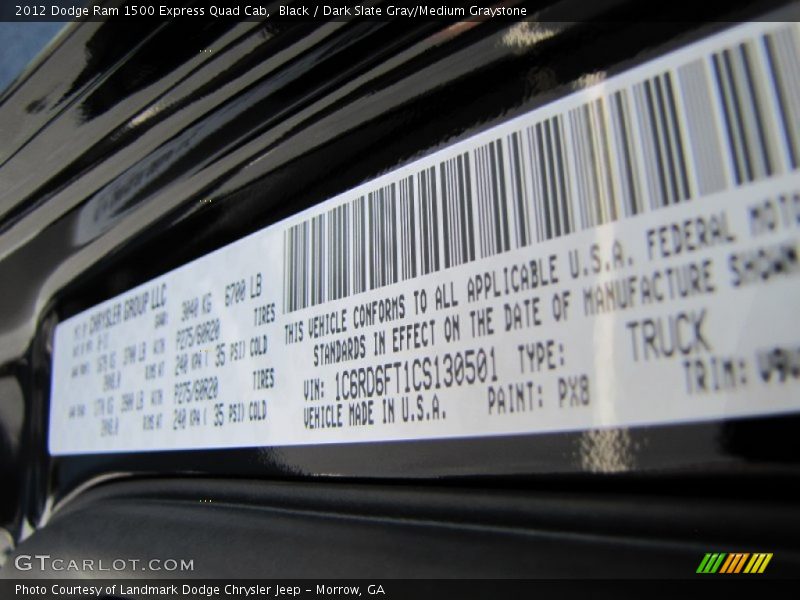 2012 Dodge Ram 1500 Express Quad Cab, Black / Dark Slate Gray/Medium Graystone
CHRYSLER GROUP LLC
3040 KG 6700 LB
TIRES
P275/60R20
240 KPA ( 35 PSI) COLD
TIRES
P275/60R20
240 KPA ( 35 PSI) COLD
THIS VEHICLE CONFORMS TO ALL APPLICABLE U.S.A. FEDERAL
STANDARDS IN EFFECT ON THE DATE OF MANUFACTURE SHOWN
VIN: 1C6RD6FT1CS130501 TYPE: TRUCK
VEHICLE MADE IN U.S.A. PAINT: PX8 TRIM:
GTCARLOT.COM
Photo Courtesy of Landmark Dodge Chrysler Jeep - Morrow, GA